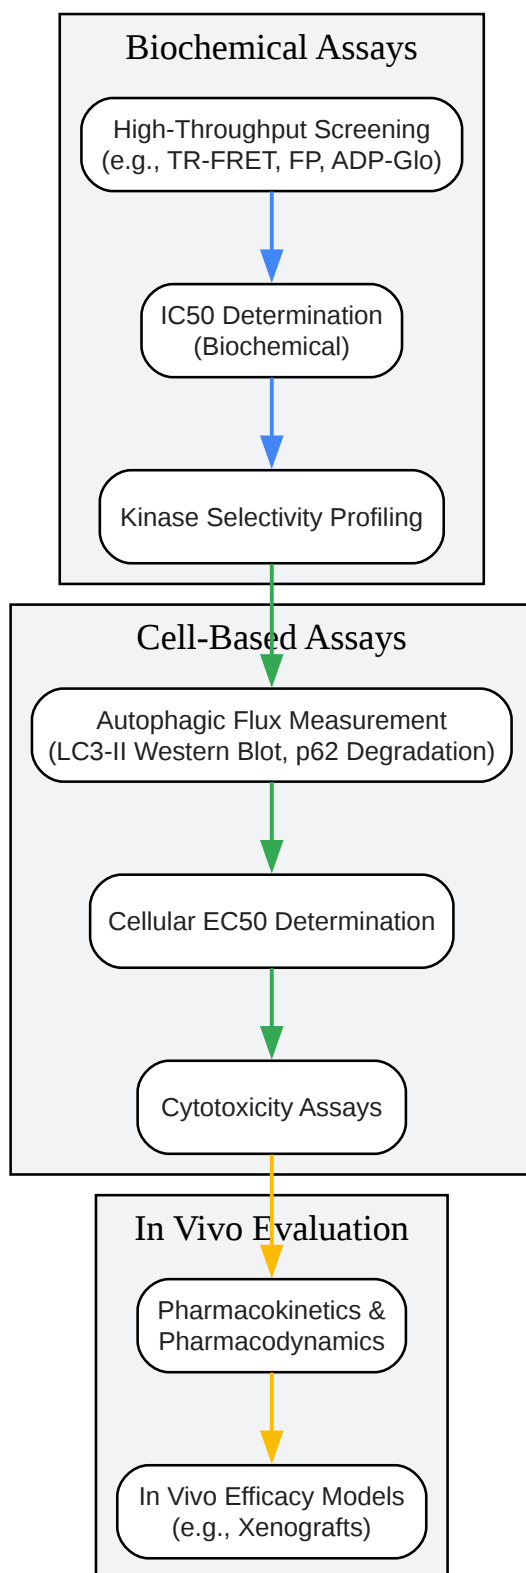 Biochemical Assays
High-Throughput Screening
(e.g., TR-FRET, FP, ADP-Glo)
IC50 Determination
(Biochemical)
Kinase Selectivity Profiling
Cell-Based Assays
Autophagic Flux Measurement
(LC3-II Western Blot, p62 Degradation)
Cellular EC50 Determination
Cytotoxicity Assays
In Vivo Evaluation
Pharmacokinetics &
Pharmacodynamics
In Vivo Efficacy Models
(e.g., Xenografts)